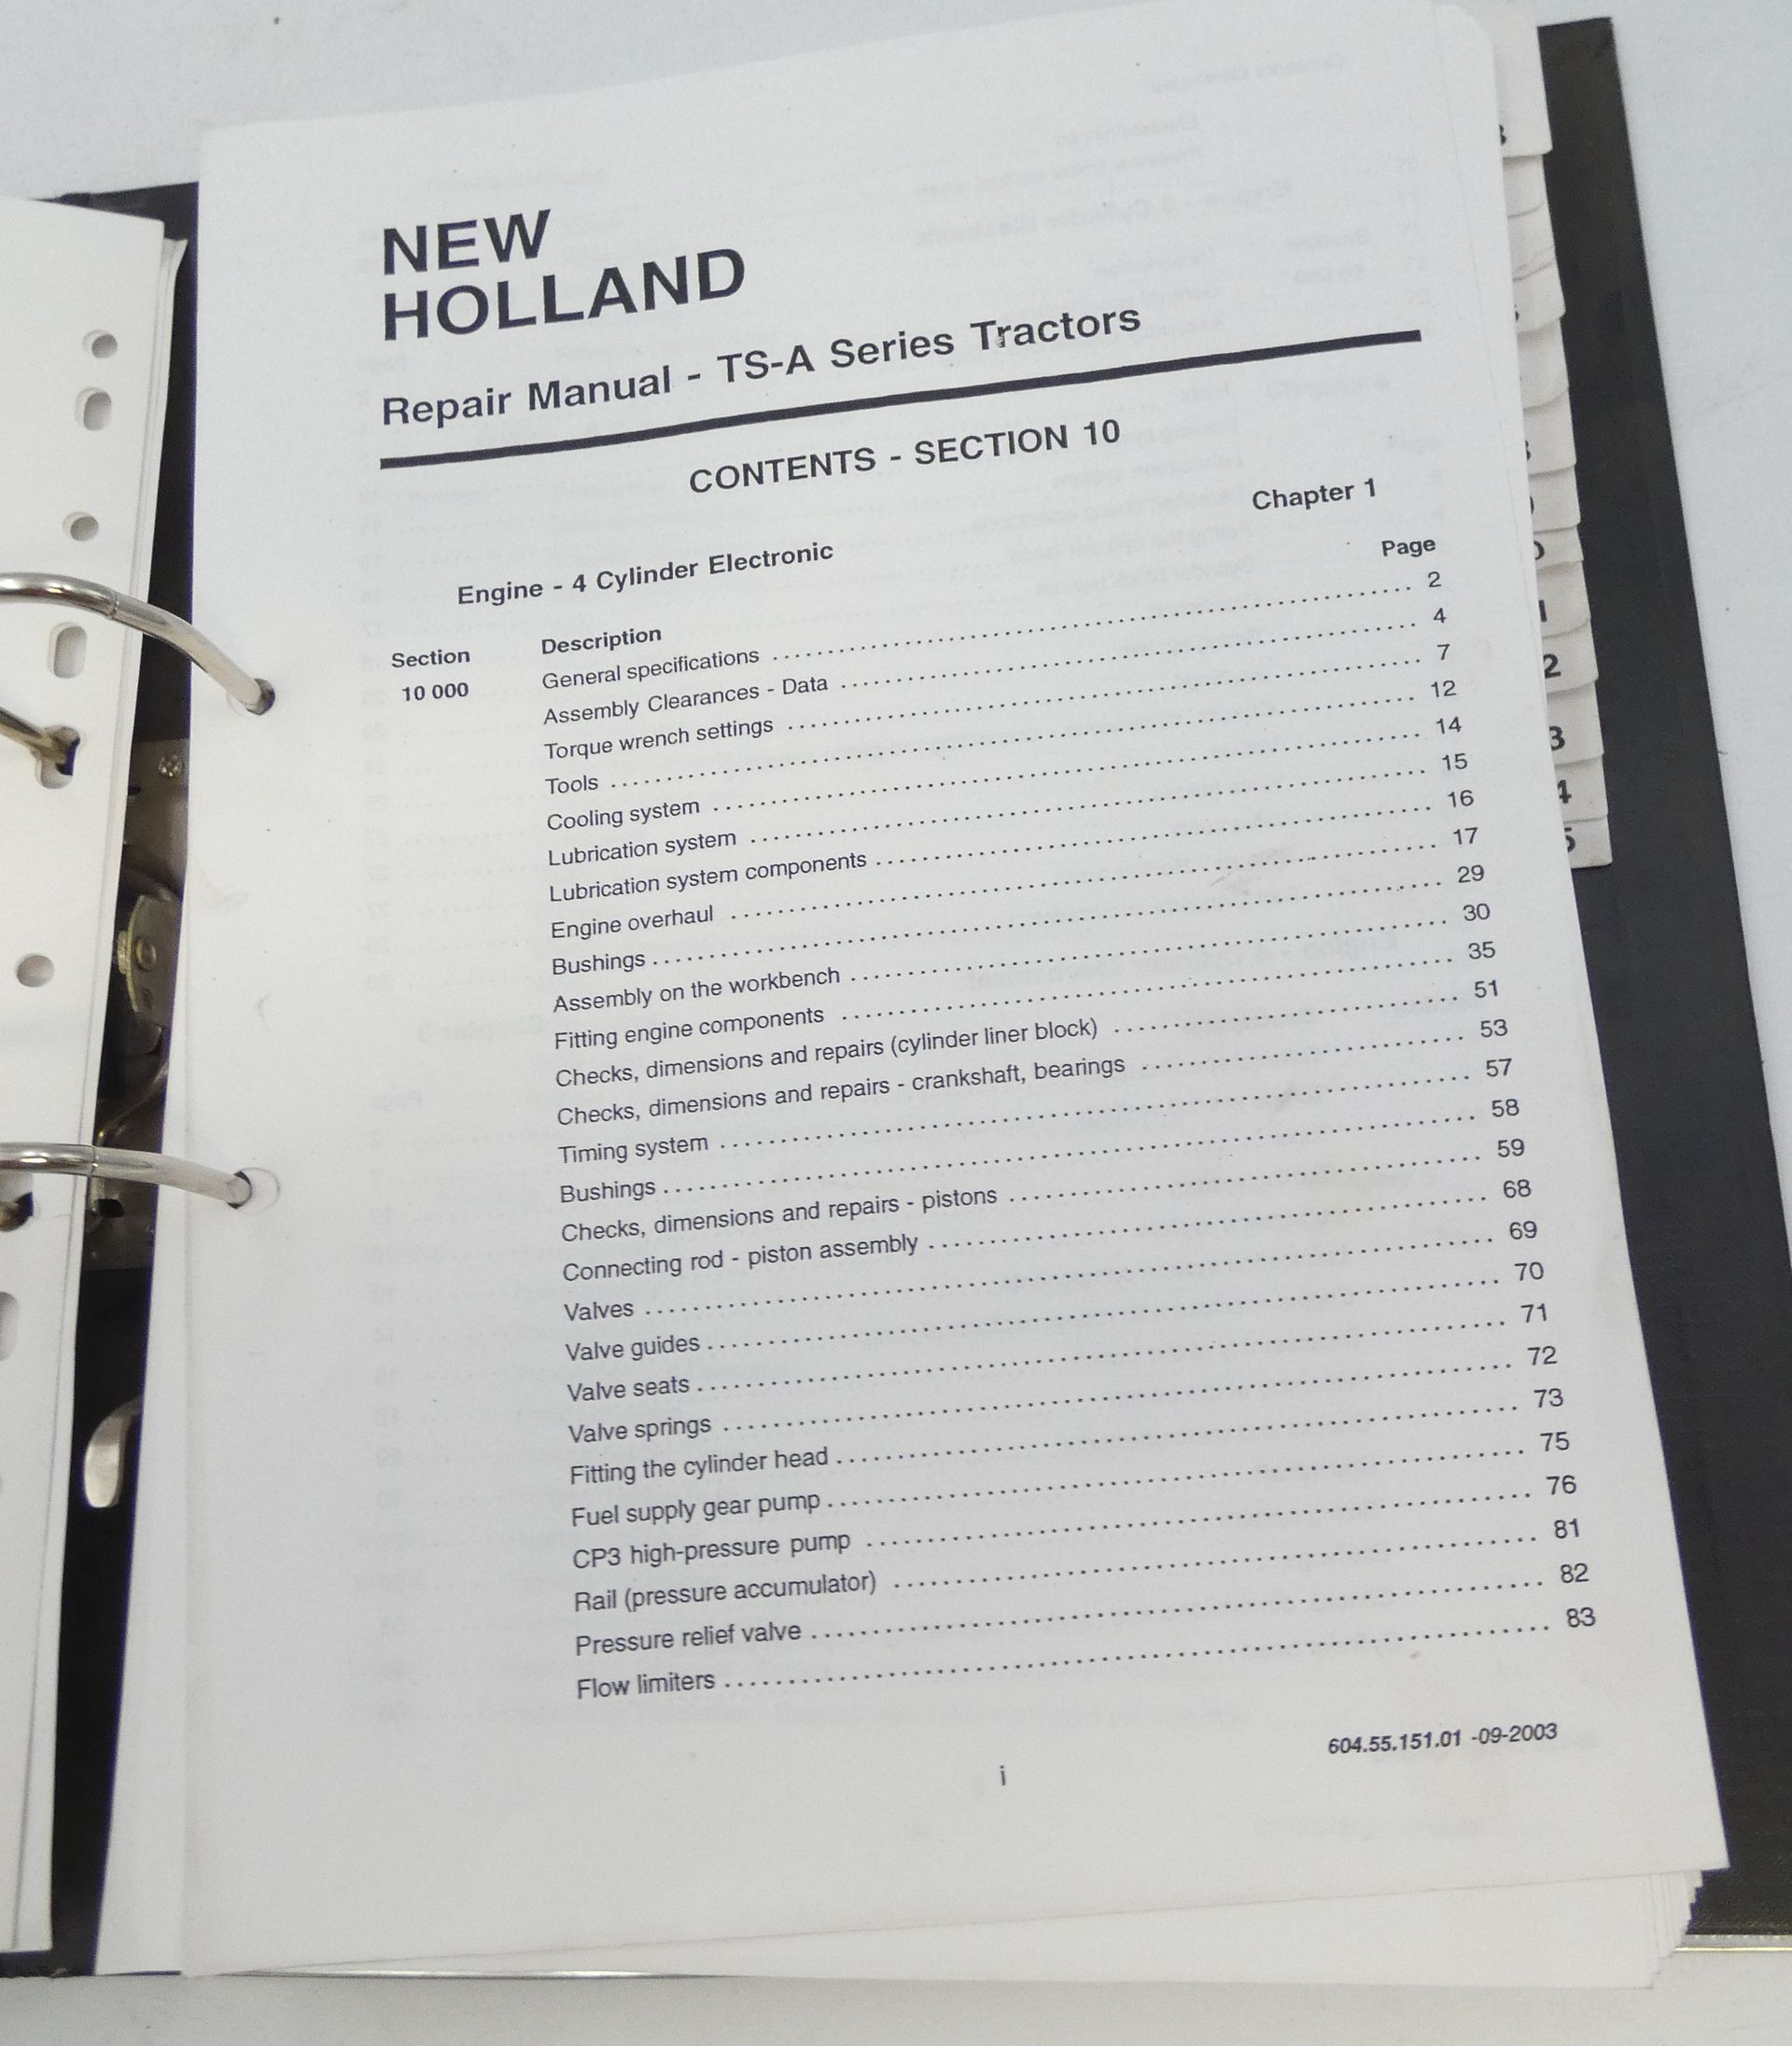 NEW
HOLLAND
Repair Manual - TS-A Series Tractors
CONTENTS - SECTION 10
Chapter 1
Engine - 4 Cylinder Electronic
Section Description Page
10 000 General specifications 2
Assembly Clearances - Data 4
Torque wrench settings 7
Tools 12
Cooling system 14
Lubrication system 15
Lubrication system components 16
Engine overhaul 17
Bushings 29
Assembly on the workbench 30
Fitting engine components 35
Checks, dimensions and repairs (cylinder liner block) 51
Checks, dimensions and repairs - crankshaft, bearings 53
Timing system 57
Bushings 58
Checks, dimensions and repairs - pistons 59
Connecting rod - piston assembly 68
Valves 69
Valve guides 70
Valve seats 71
Valve springs 72
Fitting the cylinder head 73
Fuel supply gear pump 75
CP3 high-pressure pump 76
Rail (pressure accumulator) 81
Pressure relief valve 82
Flow limiters 83
604.55.151.01 -09-2003
i
2
3
4
5